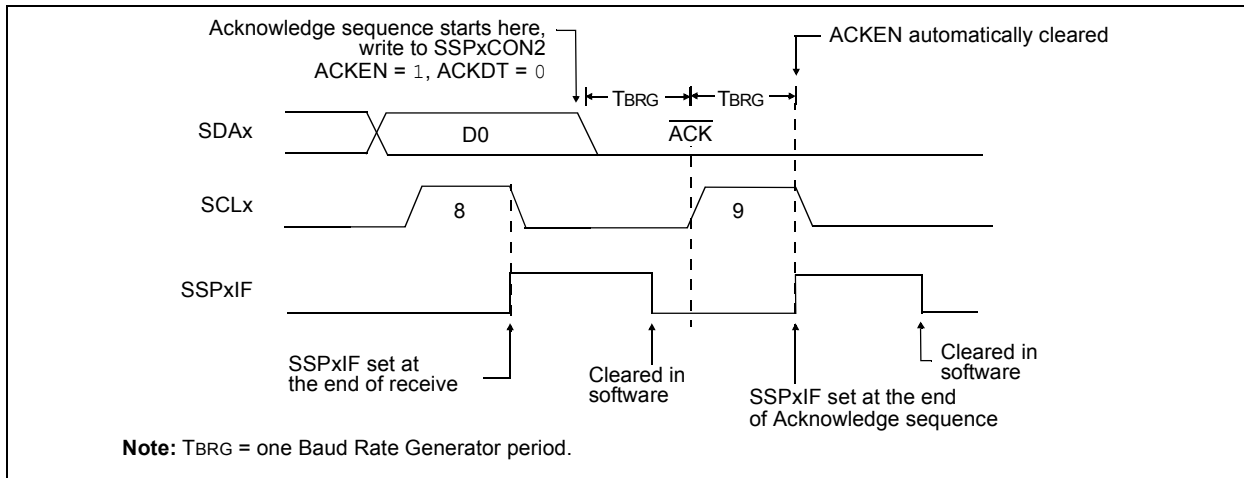 Acknowledge sequence starts here,
write to SSPxCON2
ACKEN = 1, ACKDT = 0
ACKEN automatically cleared
TBRG
TBRG
SDAx
D0
ACK
SCLx
8
9
SSPxIF
SSPxIF set at
the end of receive
Cleared in
software
SSPxIF set at the end
of Acknowledge sequence
Cleared in
software
Note: TBRG = one Baud Rate Generator period.